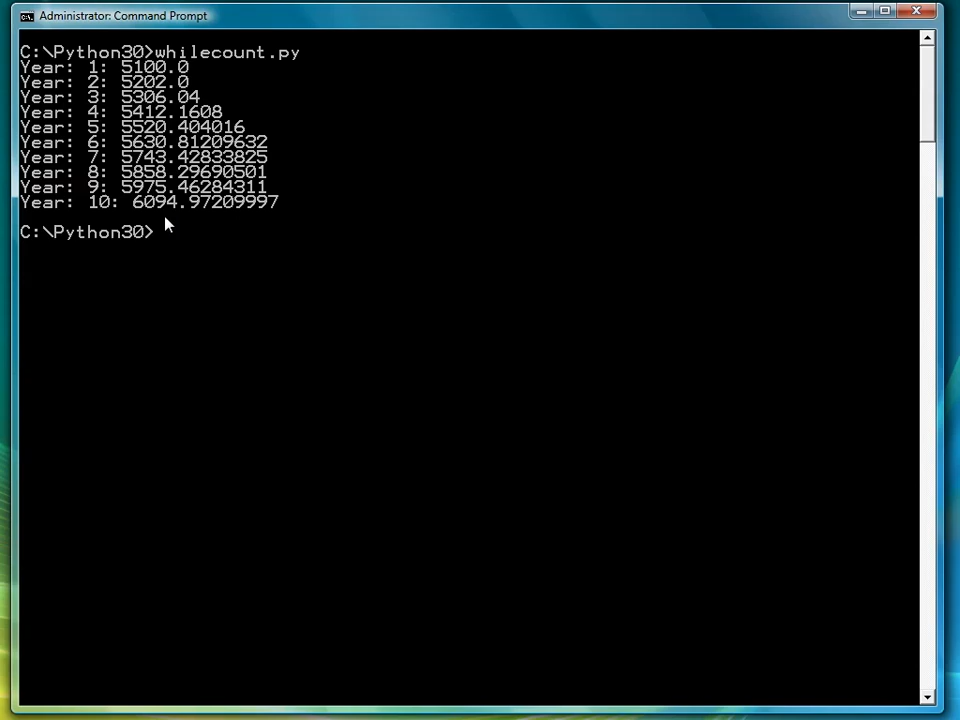 Administrator: Command Prompt
C:\Python30>whilecount.py
Year: 1: 5100.0
Year: 2: 5202.0
Year: 3: 5306.04
Year: 4: 5412.1608
Year: 5: 5520.404016
Year: 6: 5630.81209632
Year: 7: 5743.42833825
Year: 8: 5858.29690501
Year: 9: 5975.46284311
Year: 10: 6094.97209997
C:\Python30>